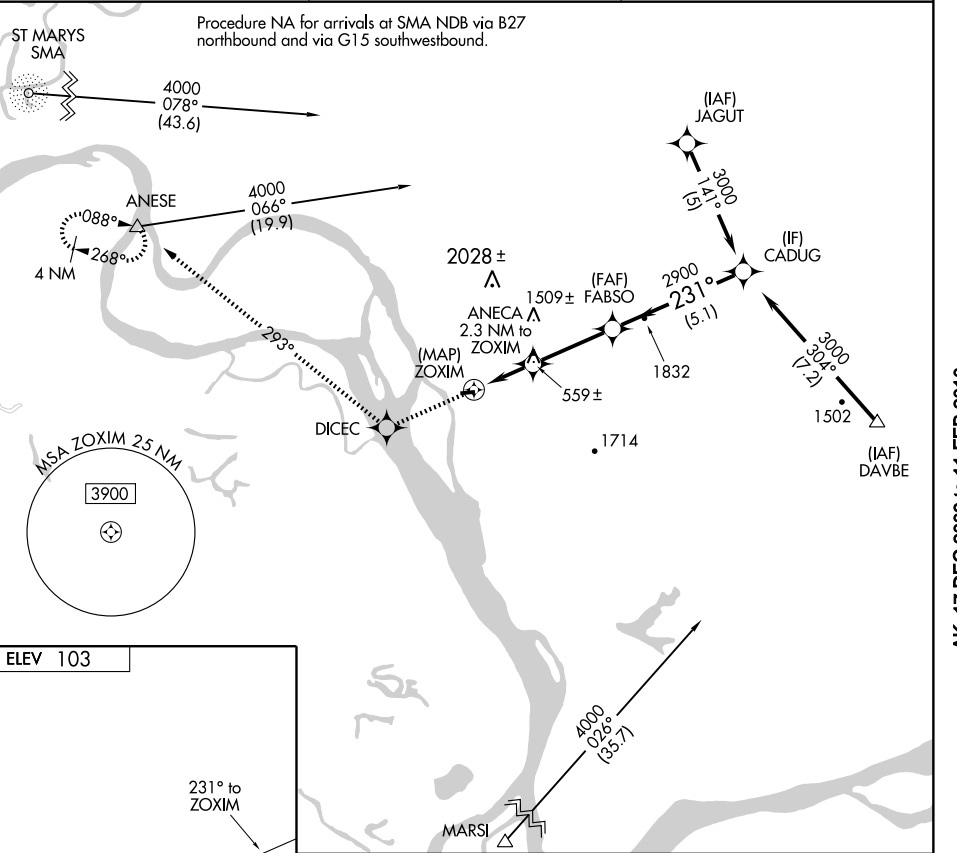 Procedure NA for arrivals at SMA NDB via B27
northbound and via G15 southwestbound.
ST MARYS
SMA
4000
078°
(43.6)
(IAF)
JAGUT
3000
141°
(5)
ANESE
4000
066°
(19.9)
088°
268°
4 NM
(IF)
CADUG
2028 ±
1509 ±
(FAF)
FABSO
2900
231°
(5.1)
ANECA
2.3 NM to
ZOXIM
(MAP)
ZOXIM
293°
559 ±
1832
3000
304°
(7.2)
1502
DICEC
1714
(IAF)
DAVBE
MSA ZOXIM 25 NM
3900
ELEV 103
4000
026°
(35.7)
231° to
ZOXIM
MARSI